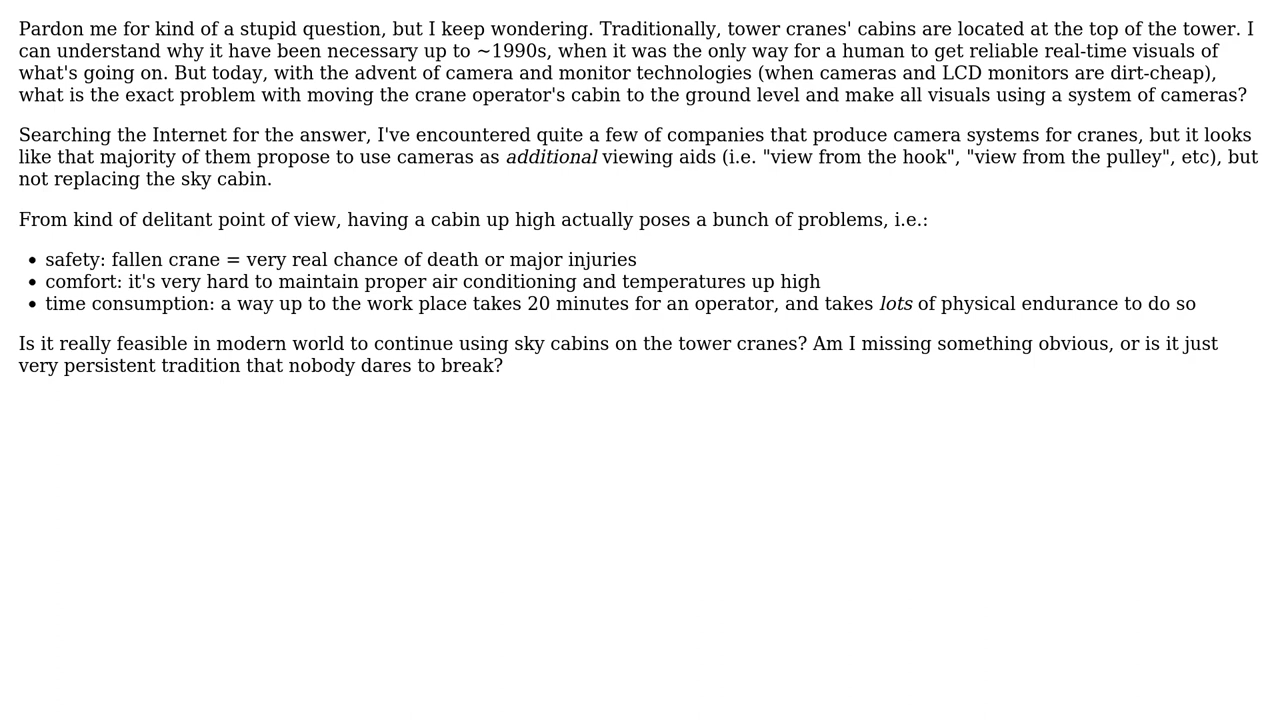 Pardon me for kind of a stupid question, but I keep wondering. Traditionally, tower cranes' cabins are located at the top of the tower. I
can understand why it have been necessary up to ~1990s, when it was the only way for a human to get reliable real-time visuals of
what's going on. But today, with the advent of camera and monitor technologies (when cameras and LCD monitors are dirt-cheap),
what is the exact problem with moving the crane operator's cabin to the ground level and make all visuals using a system of cameras?
Searching the Internet for the answer, I've encountered quite a few of companies that produce camera systems for cranes, but it looks
like that majority of them propose to use cameras as additional viewing aids (i.e. "view from the hook", "view from the pulley", etc), but
not replacing the sky cabin.
From kind of delitant point of view, having a cabin up high actually poses a bunch of problems, i.e.:
• safety: fallen crane = very real chance of death or major injuries
• comfort: it's very hard to maintain proper air conditioning and temperatures up high
• time consumption: a way up to the work place takes 20 minutes for an operator, and takes lots of physical endurance to do so
Is it really feasible in modern world to continue using sky cabins on the tower cranes? Am I missing something obvious, or is it just
very persistent tradition that nobody dares to break?